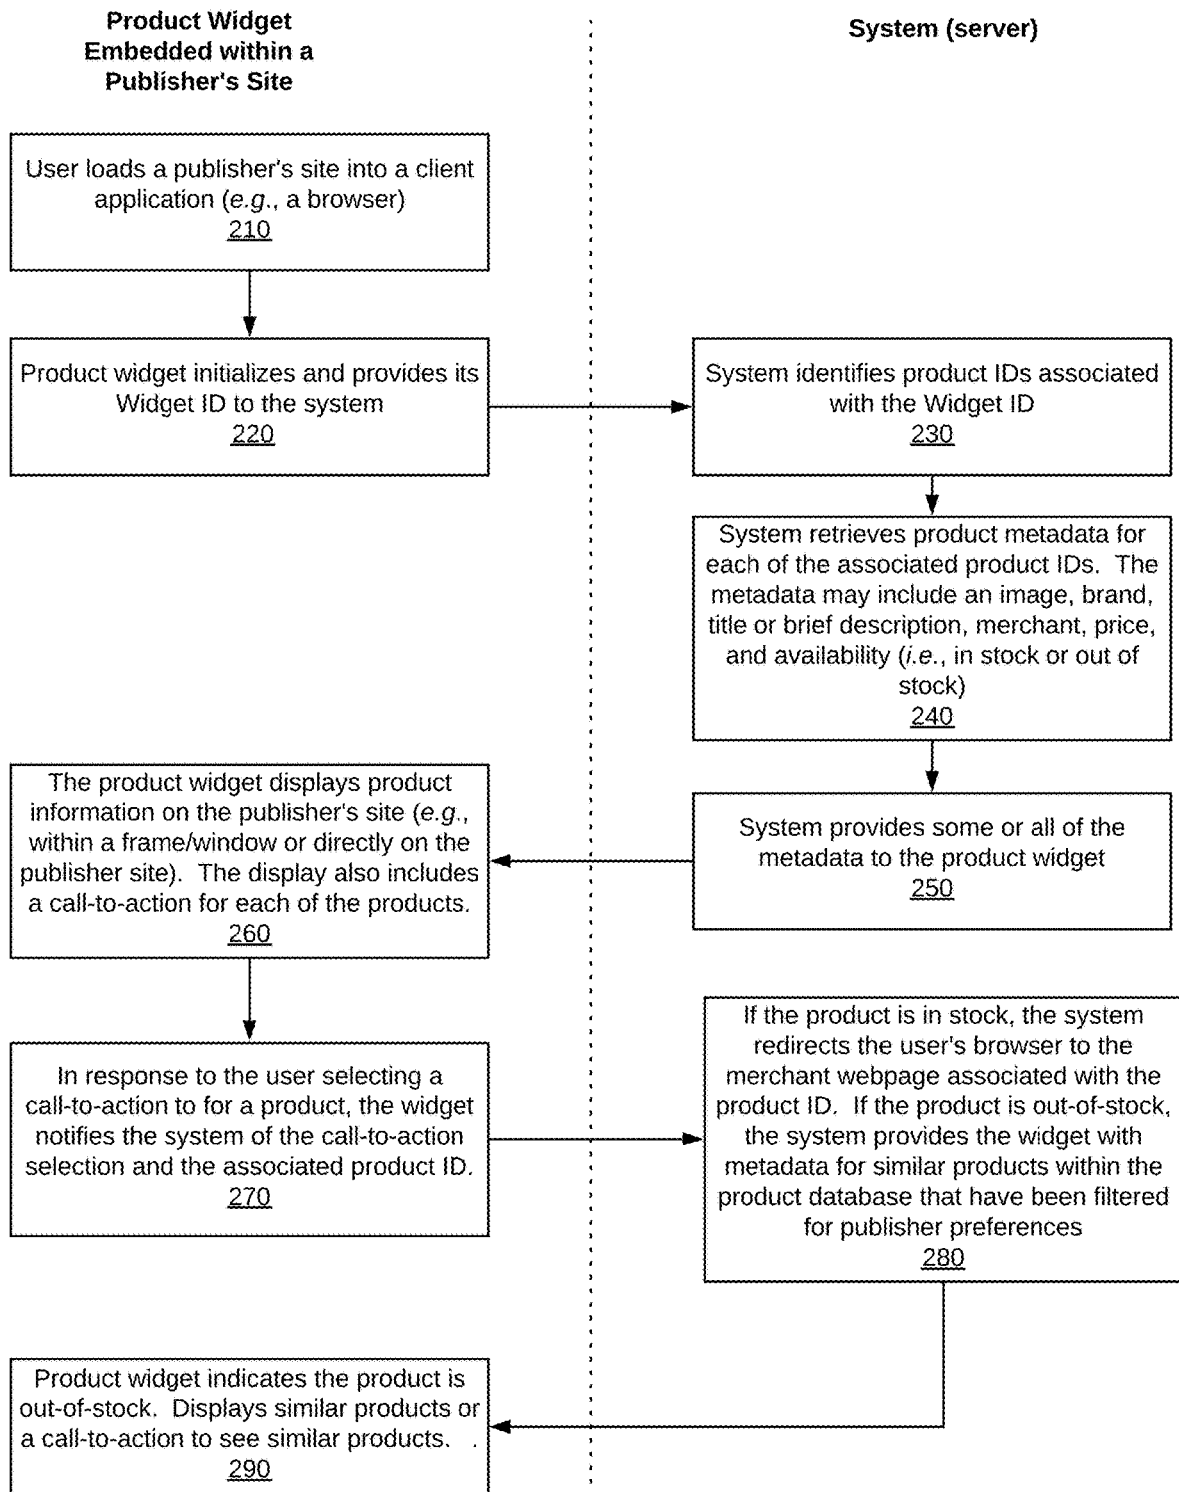 Product Widget
Embedded within a
Publisher's Site
System (server)
User loads a publisher's site into a client
application (e.g., a browser)
210
Product widget initializes and provides its
Widget ID to the system
220
System identifies product IDs associated
with the Widget ID
230
System retrieves product metadata for
each of the associated product IDs. The
metadata may include an image, brand,
title or brief description, merchant, price,
and availability (i.e., in stock or out of
stock)
240
System provides some or all of the
metadata to the product widget
250
The product widget displays product
information on the publisher's site (e.g.,
within a frame/window or directly on the
publisher site). The display also includes
a call-to-action for each of the products.
260
In response to the user selecting a
call-to-action to for a product, the widget
notifies the system of the call-to-action
selection and the associated product ID.
270
If the product is in stock, the system
redirects the user's browser to the
merchant webpage associated with the
product ID. If the product is out-of-stock,
the system provides the widget with
metadata for similar products within the
product database that have been filtered
for publisher preferences
280
Product widget indicates the product is
out-of-stock. Displays similar products or
a call-to-action to see similar products. .
290